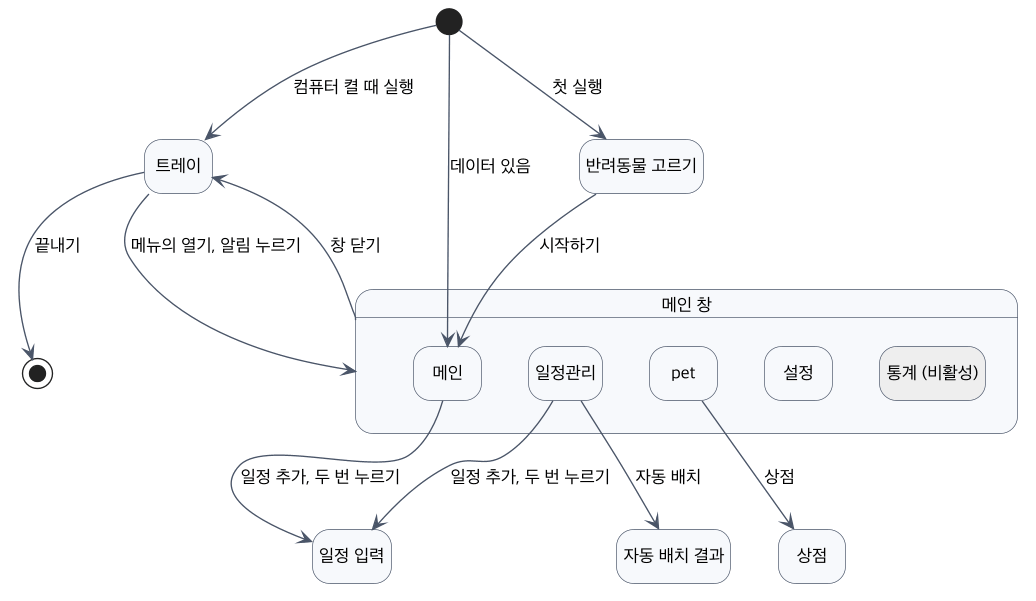 컴퓨터 켤 때 실행
첫 실행
트레이
데이터 있음
반려동물 고르기
끝내기
메뉴의 열기, 알림 누르기
창 닫기
시작하기
메인 창
메인
일정관리
pet
설정
통계 (비활성)
일정 추가, 두 번 누르기
일정 추가, 두 번 누르기
자동 배치
상점
일정 입력
자동 배치 결과
상점